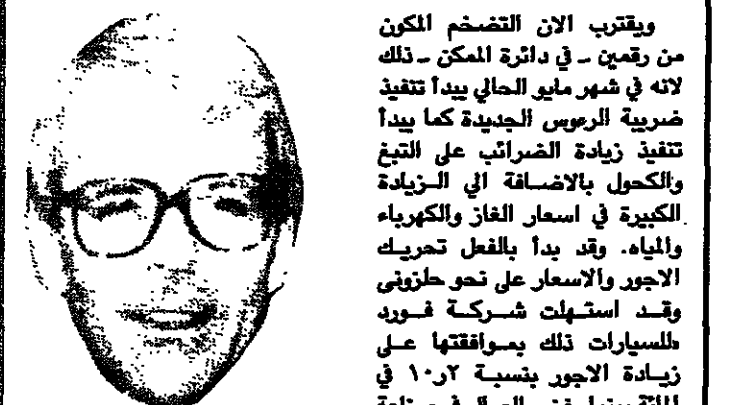 ويقترب الان التضخم المكون
من رقمين ـ في دائرة الممكن ـ ذلك
لانه في شهر مايو الحالي يبدأ تنفيذ
ضريبة الرءوس الجديدة كما يبدأ
تنفيذ زيادة الضرائب على التبغ
والكحول بالاضافة الي الزيادة
الكبيرة في اسعار الغاز والكهرباء
والمياه. وقد بدأ بالفعل تحريك
الاجور والاسعار على نحو حلزونى
وقد استهلت شركة فورد
للسيارات ذلك بموافقتها على
زيادة الاجور بنسبة ٢ر١٠ في